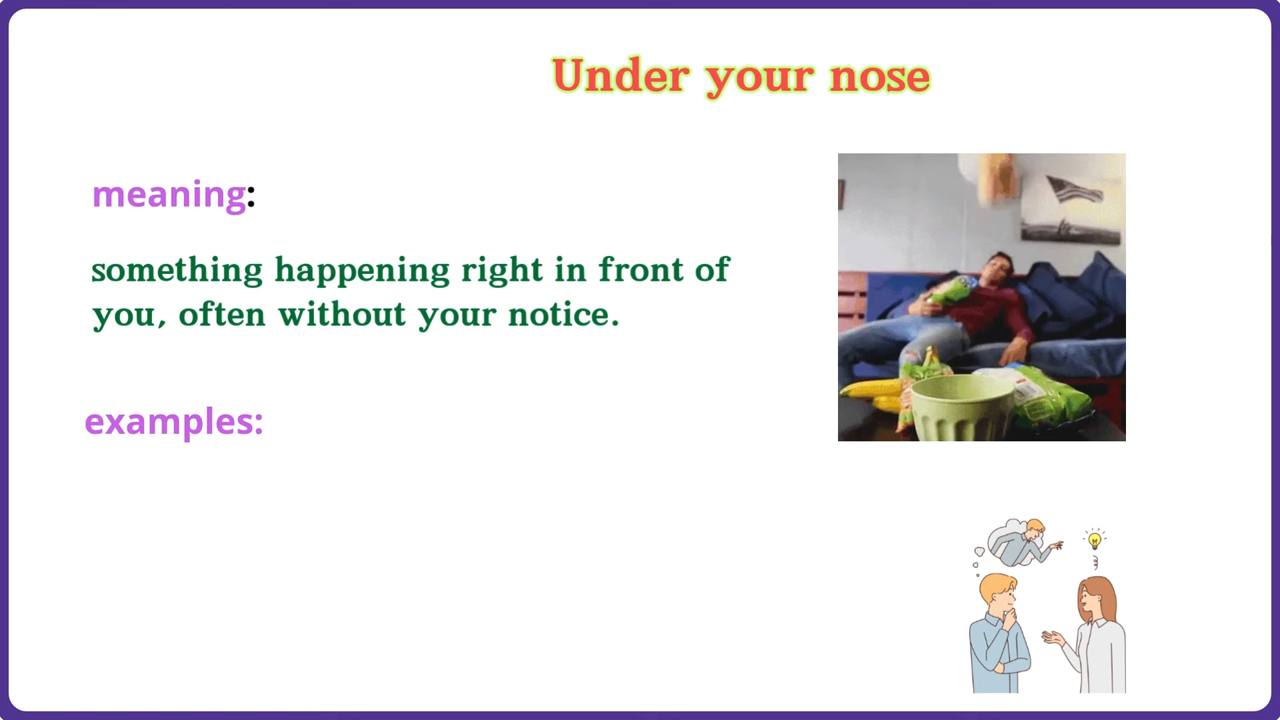 Under your nose
meaning:
something happening right in front of
you, often without your notice.
examples: